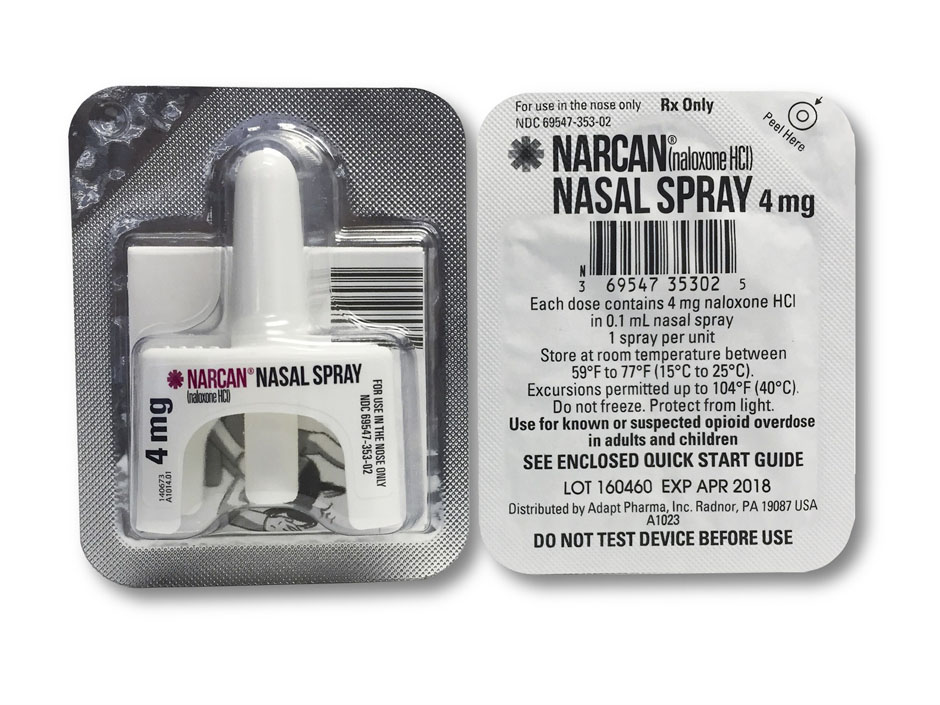 NARCAN® NASAL SPRAY
(naloxone HCl)
4 mg
FOR USE IN THE NOSE ONLY
NDC 69547-353-02
140673
A1014.01
For use in the nose only Rx Only
NDC 69547-353-02
Peel Here
NARCAN® (naloxone HCl)
NASAL SPRAY 4 mg
N
3 69547 35302 5
Each dose contains 4 mg naloxone HCl
in 0.1 mL nasal spray
1 spray per unit
Store at room temperature between
59°F to 77°F (15°C to 25°C).
Excursions permitted up to 104°F (40°C).
Do not freeze. Protect from light.
Use for known or suspected opioid overdose
in adults and children
SEE ENCLOSED QUICK START GUIDE
LOT 160460 EXP APR 2018
Distributed by Adapt Pharma, Inc. Radnor, PA 19087 USA
A1023
DO NOT TEST DEVICE BEFORE USE